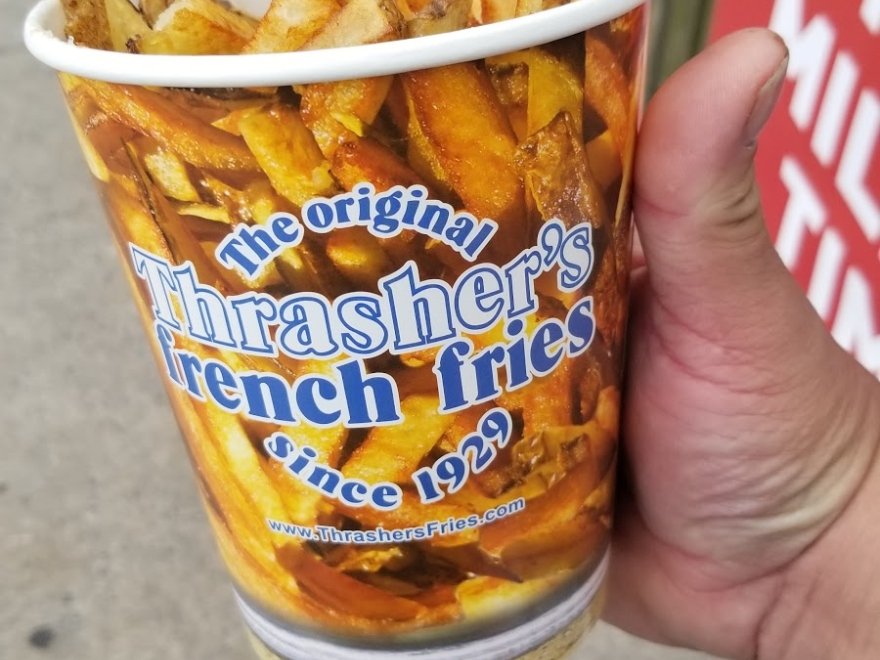 The original
Thrasher's
french fries
since 1929
www.ThrashersFries.com